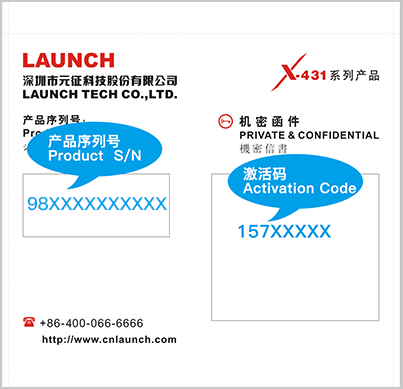 LAUNCH
深圳市元征科技股份有限公司
LAUNCH TECH CO.,LTD.
X-431系列产品
产品序列号:
产品序列号
Product S/N
98XXXXXXXXXXX
机密函件
PRIVATE & CONFIDENTIAL
機密信書
激活码
Activation Code
157XXXXX
+86-400-066-6666
http://www.cnlaunch.com